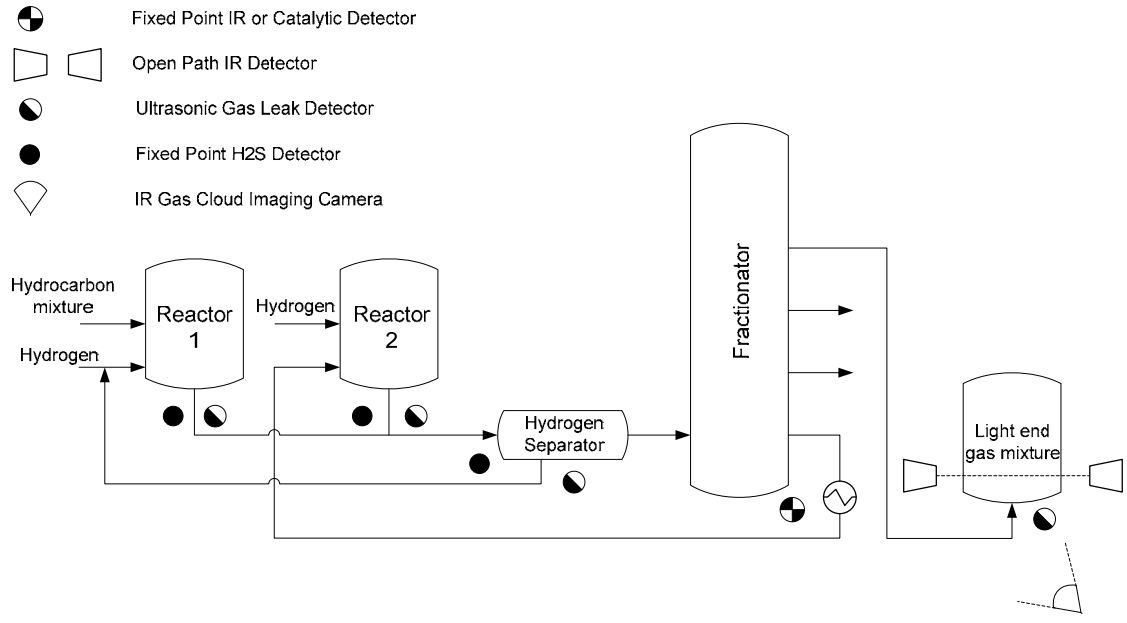 Fixed Point IR or Catalytic Detector
Open Path IR Detector
Ultrasonic Gas Leak Detector
Fixed Point H2S Detector
IR Gas Cloud Imaging Camera
Hydrocarbon
mixture
Hydrogen
Reactor
1
Hydrogen
Reactor
2
Hydrogen
Separator
Fractionator
Light end
gas mixture